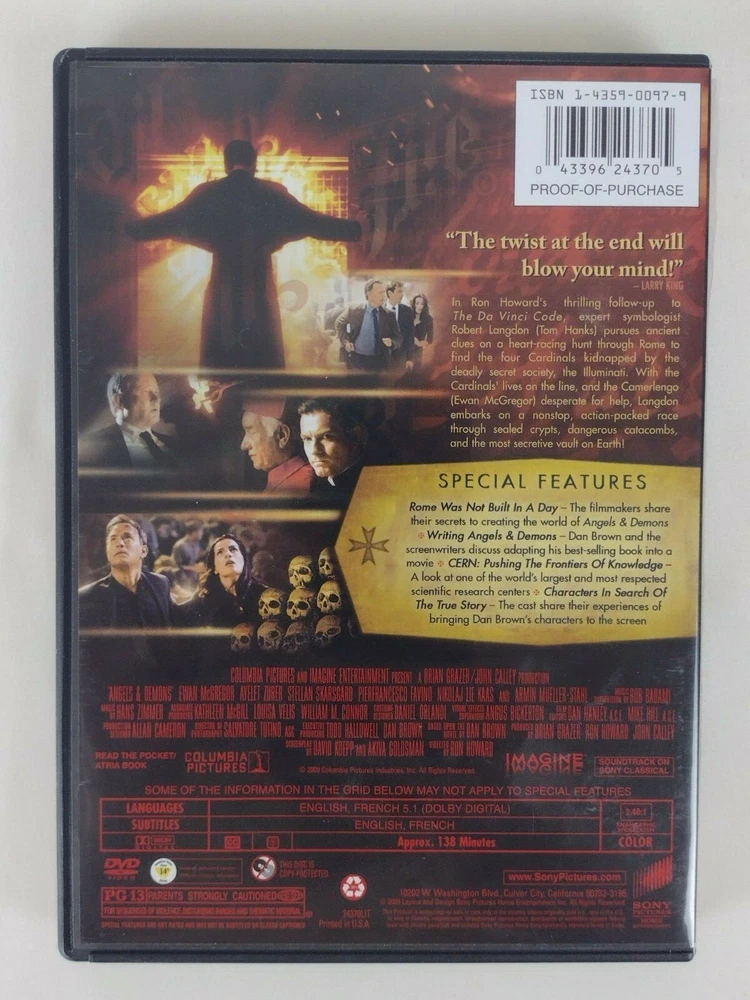 ISBN 1-4359-0097-9
0 43396 24370 5
PROOF-OF-PURCHASE
“The twist at the end will
blow your mind!”
– LARRY KING
In Ron Howard's thrilling follow-up to
The Da Vinci Code, expert symbologist
Robert Langdon (Tom Hanks) pursues ancient
clues on a heart-racing hunt through Rome to
find the four Cardinals kidnapped by the
deadly secret society, the Illuminati. With the
Cardinals' lives on the line, and the Camerlengo
(Ewan McGregor) desperate for help, Langdon
embarks on a nonstop, action-packed race
through sealed crypts, dangerous catacombs,
and the most secretive vault on Earth!
SPECIAL FEATURES
Rome Was Not Built In A Day – The filmmakers share
their secrets to creating the world of Angels & Demons
Writing Angels & Demons – Dan Brown and the
screenwriters discuss adapting his best-selling book into a
movie CERN: Pushing The Frontiers Of Knowledge –
A look at one of the world's largest and most respected
scientific research centers Characters In Search Of
The True Story – The cast share their experiences of
bringing Dan Brown's characters to the screen
COLUMBIA PICTURES AND IMAGINE ENTERTAINMENT PRESENT A BRIAN GRAZER/JOHN CALLEY PRODUCTION
"ANGELS & DEMONS" EWAN McGREGOR AYELET ZURER STELLAN SKARSGÅRD PIERFRANCESCO FAVINO NIKOLAJ LIE KAAS AND ARMIN MUELLER-STAHL
HANS ZIMMER KATHLEEN McGILL LOUISA VELIS WILLIAM M. CONNOR DANIEL ORLANDI ANGUS BICKERTON DAN HANLEY A.C.E. MIKE HILL A.C.E.
ALLAN CAMERON SALVATORE TOTINO TODD HALLOWELL DAN BROWN DAN BROWN BRIAN GRAZER RON HOWARD JOHN CALLEY
DAVID KOEPP AND AKIVA GOLDSMAN RON HOWARD
READ THE POCKET/
ATRIA BOOK
COLUMBIA
PICTURES
© 2009 Columbia Pictures Industries, Inc. All Rights Reserved.
IMAGINE
SOUNDTRACK ON
SONY CLASSICAL
SOME OF THE INFORMATION IN THE GRID BELOW MAY NOT APPLY TO SPECIAL FEATURES
LANGUAGES ENGLISH, FRENCH 5.1 (DOLBY DIGITAL)
SUBTITLES ENGLISH, FRENCH
2.40:1
CC
Approx. 138 Minutes
COLOR
DVD
VIDEO
14+
THIS DISC IS
COPY PROTECTED
www.SonyPictures.com
PG-13 PARENTS STRONGLY CAUTIONED
10202 W. Washington Blvd., Culver City, California 90232-3195
24370LIT
Printed in U.S.A.
SONY
PICTURES